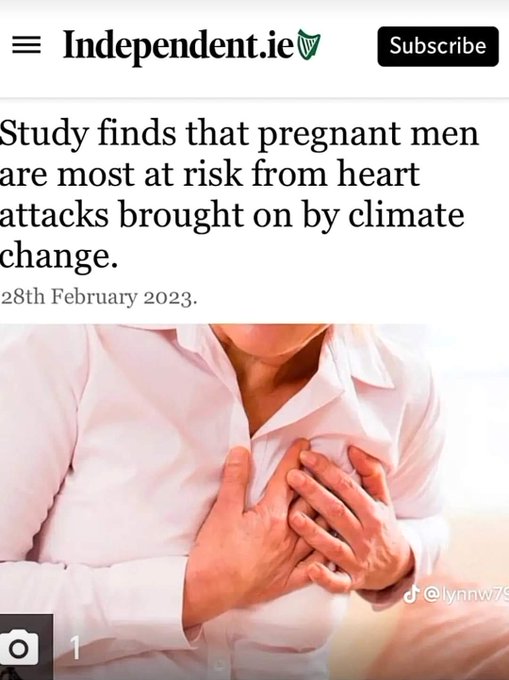 Independent.ie
Subscribe
Study finds that pregnant men
are most at risk from heart
attacks brought on by climate
change.
28th February 2023.
@lynnw79
1